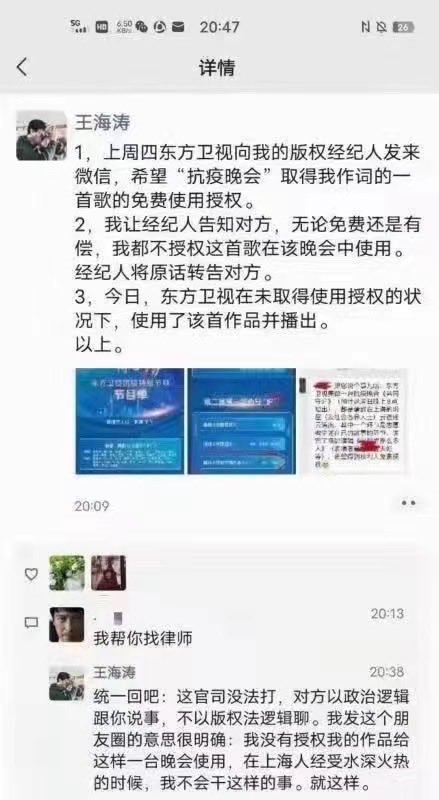 5G
HD
6.50
KB/s
20:47
26
详情
王海涛
1，上周四东方卫视向我的版权经纪人发来
微信，希望“抗疫晚会”取得我作词的一
首歌的免费使用授权。
2，我让经纪人告知对方，无论免费还是有
偿，我都不授权这首歌在该晚会中使用。
经纪人将原话转告对方。
3，今日，东方卫视在未取得使用授权的状
况下，使用了该首作品并播出。
以上。
节目单
20:09
20:13
我帮你找律师
王海涛
20:38
统一回吧：这官司没法打，对方以政治逻辑
跟你说事，不以版权法逻辑聊。我发这个朋
友圈的意思很明确：我没有授权我的作品给
这样一台晚会使用，在上海人经受水深火热
的时候，我不会干这样的事。就这样。